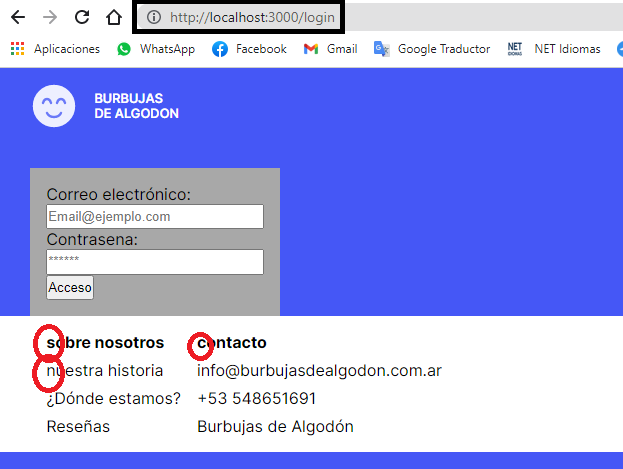 http://localhost:3000/login
Aplicaciones WhatsApp Facebook Gmail Google Traductor NET IDIOMAS NET Idiomas
BURBUJAS
DE ALGODON
Correo electrónico:
Email@ejemplo.com
Contrasena:
******
Acceso
sobre nosotros contacto
nuestra historia info@burbujasdealgodon.com.ar
¿Dónde estamos? +53 548651691
Reseñas Burbujas de Algodón